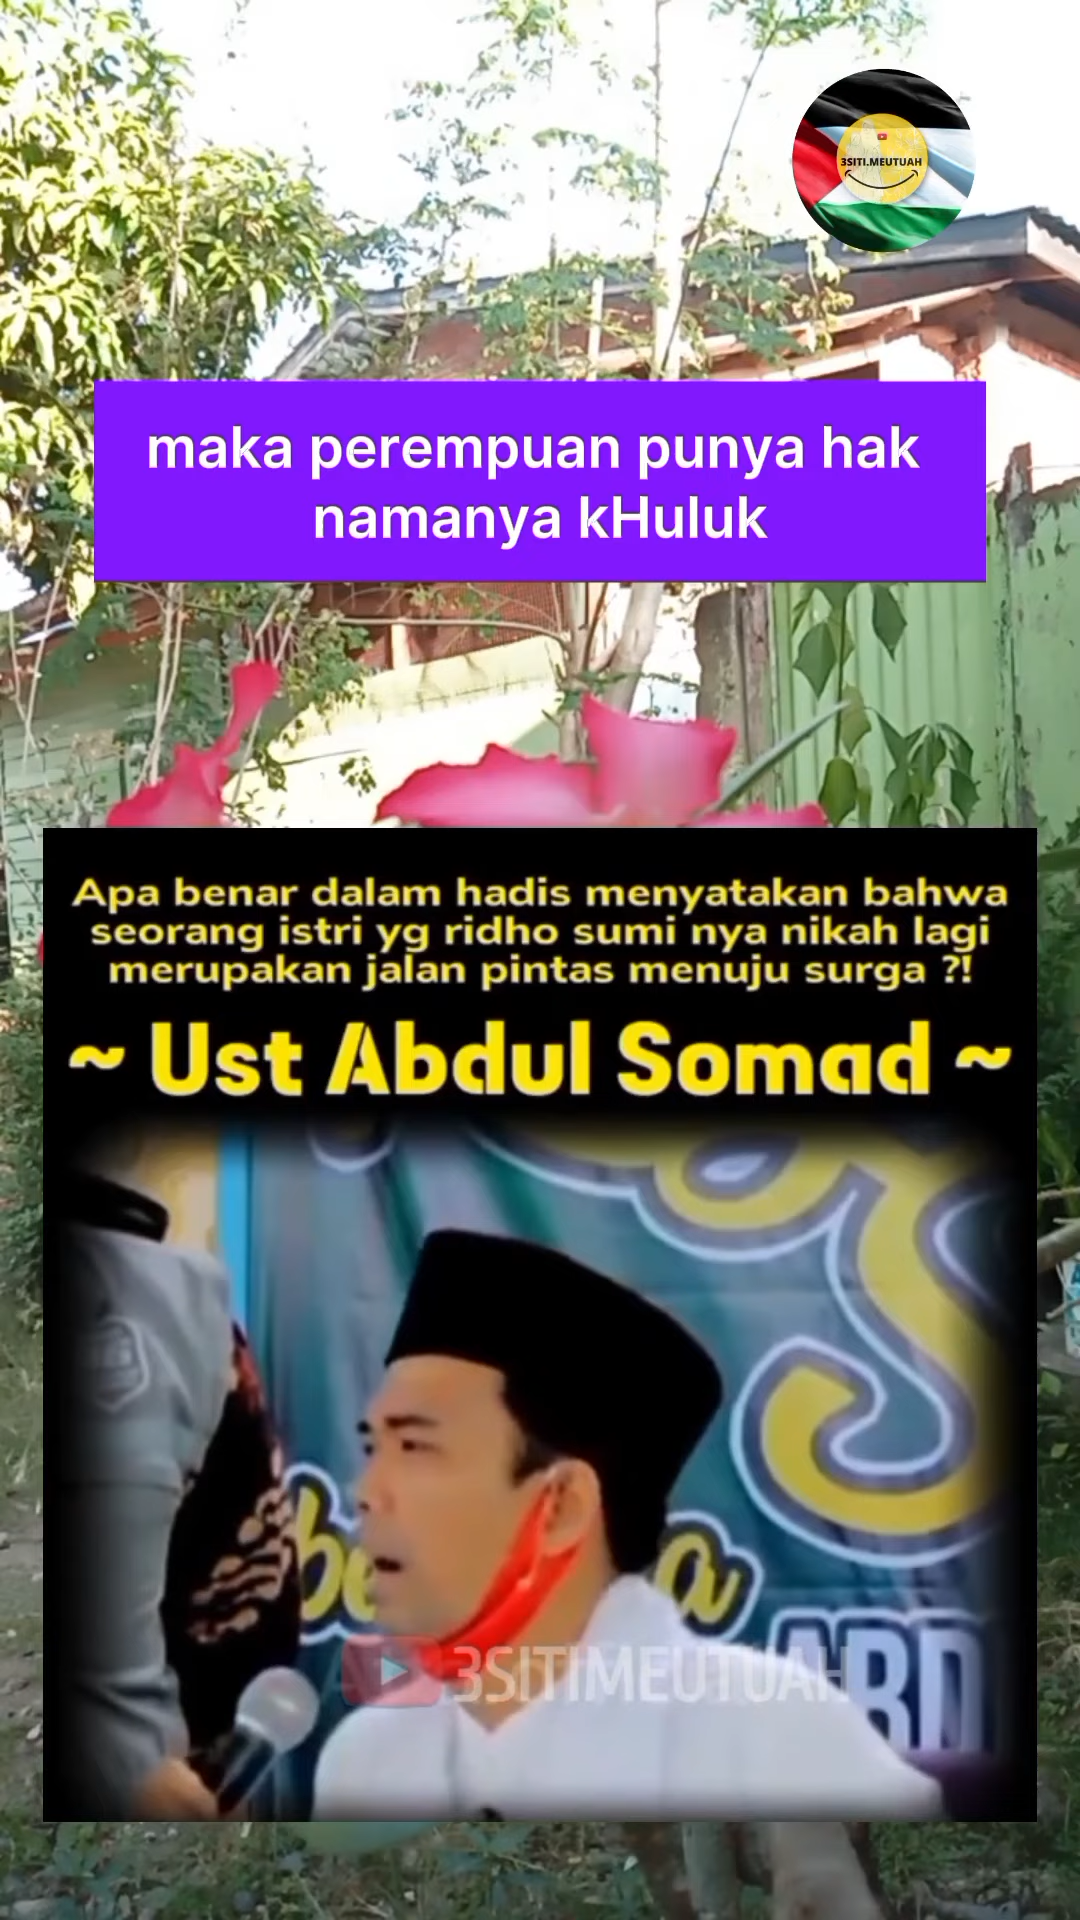 3SITI.MEUTUAH
maka perempuan punya hak
namanya kHuluk
Apa benar dalam hadis menyatakan bahwa
seorang istri yg ridho sumi nya nikah lagi
merupakan jalan pintas menuju surga ?!
~ Ust Abdul Somad ~
3SITIMEUTUAH